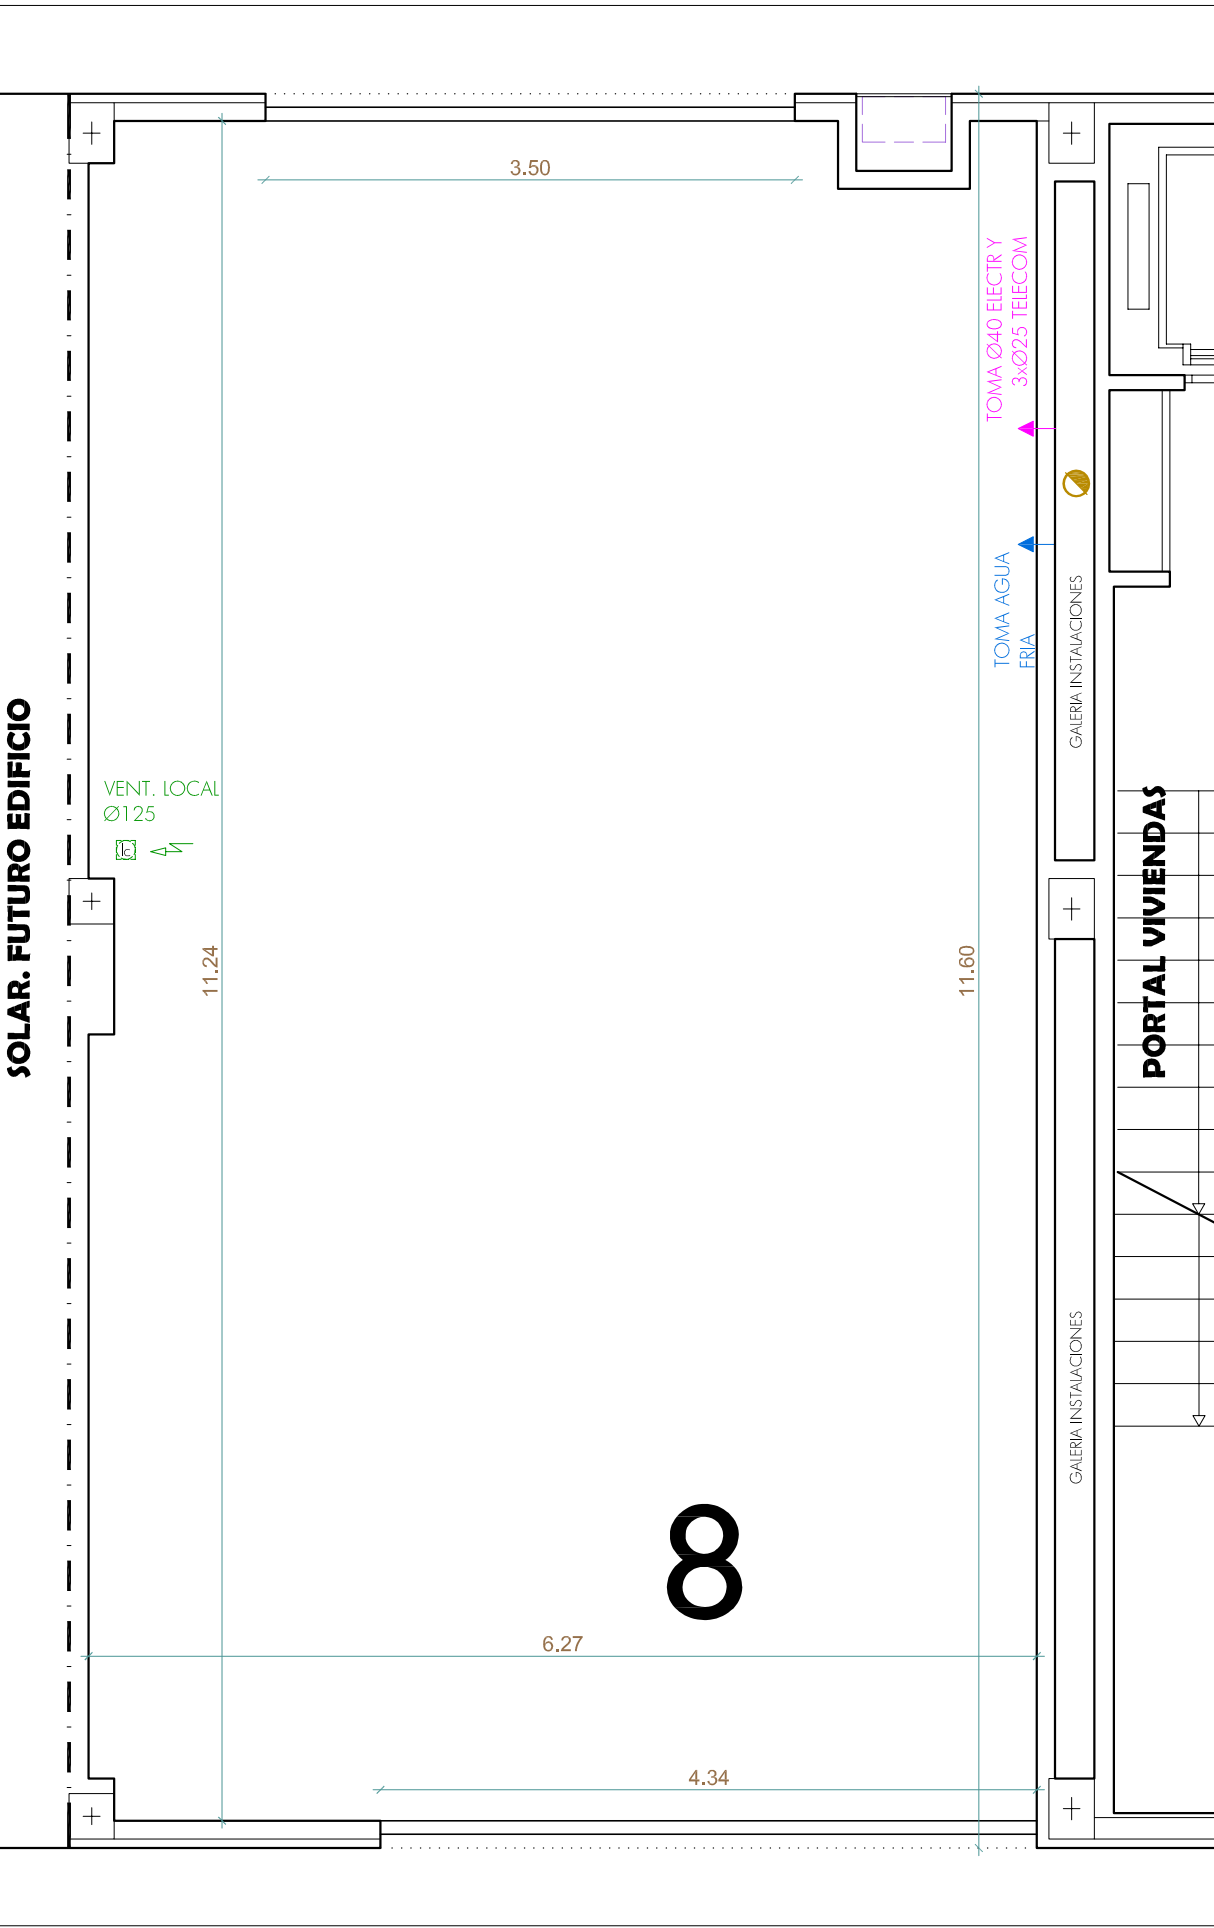 3.50
TOMA Ø40 ELECTR Y
3xØ25 TELECOM
TOMA AGUA
FRIA
GALERIA INSTALACIONES
SOLAR. FUTURO EDIFICIO
VENT. LOCAL
Ø125
lc
PORTAL VIVIENDAS
11.24
11.60
GALERIA INSTALACIONES
8
6.27
4.34